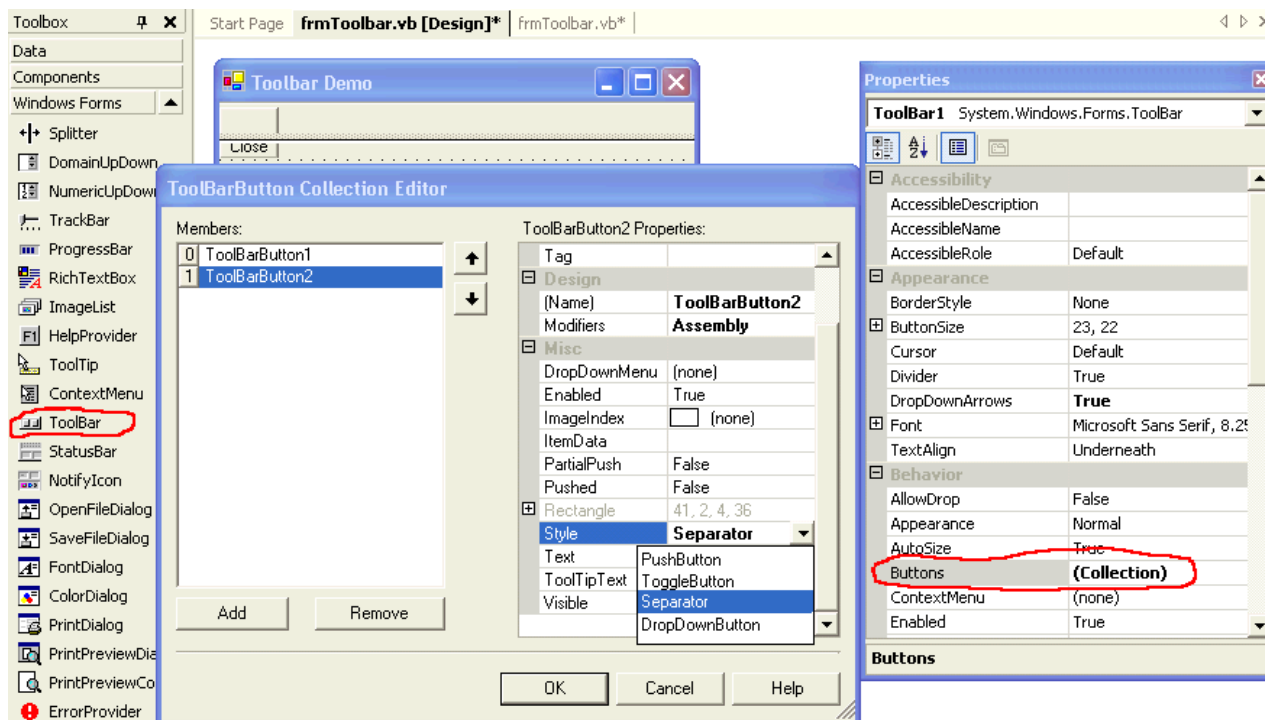 Toolbox
Start Page frmToolbar.vb [Design]* frmToolbar.vb*
Data
Components
Windows Forms
Splitter
DomainUpDown
NumericUpDow
TrackBar
ProgressBar
RichTextBox
ImageList
F1 HelpProvider
ToolTip
ContextMenu
ToolBar
StatusBar
NotifyIcon
OpenFileDialog
SaveFileDialog
FontDialog
ColorDialog
PrintDialog
PrintPreviewDia
PrintPreviewCo
ErrorProvider
Toolbar Demo
Close
ToolBarButton Collection Editor
Members:
0 ToolBarButton1
1 ToolBarButton2
Add Remove
ToolBarButton2 Properties:
Tag
Design
(Name) ToolBarButton2
Modifiers Assembly
Misc
DropDownMenu (none)
Enabled True
ImageIndex (none)
ItemData
PartialPush False
Pushed False
Rectangle 41, 2, 4, 36
Style Separator
Text
ToolTipText
Visible
PushButton
ToggleButton
Separator
DropDownButton
OK Cancel Help
Properties
ToolBar1 System.Windows.Forms.ToolBar
Accessibility
AccessibleDescription
AccessibleName
AccessibleRole Default
Appearance
BorderStyle None
ButtonSize 23, 22
Cursor Default
Divider True
DropDownArrows True
Font Microsoft Sans Serif, 8.25
TextAlign Underneath
Behavior
AllowDrop False
Appearance Normal
AutoSize True
Buttons (Collection)
ContextMenu (none)
Enabled True
Buttons